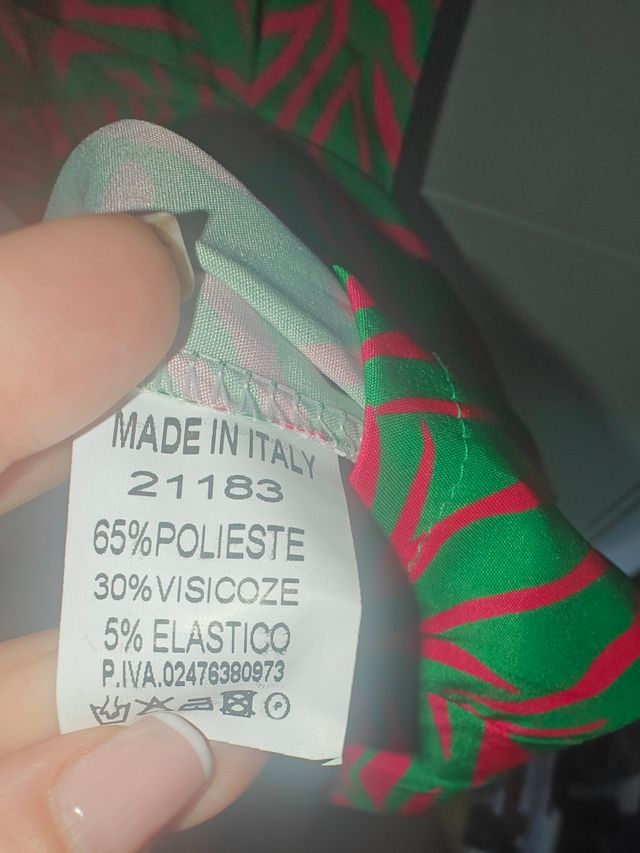 MADE IN ITALY
21183
65%POLIESTE
30%VISICOZE
5% ELASTICO
P.IVA.02476380973
P